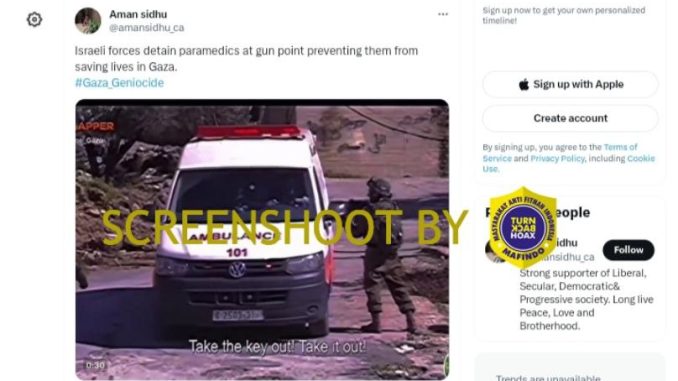 Aman sidhu
@amansidhu_ca
Israeli forces detain paramedics at gun point preventing them from
saving lives in Gaza.
#Gaza_Geniocide
APPER
Gaza
SCREENSHOOT BY
AMBULANCE
101
Take the key out! Take it out!
0:30
MASYARAKAT ANTI FITNAH INDONESIA
TURN
BACK
HOAX
MAFINDO
Sign up now to get your own personalized
timeline!
Sign up with Apple
Create account
By signing up, you agree to the Terms of
Service and Privacy Policy, including Cookie
Use.
people
sidhu
ansidhu_ca
Follow
Strong supporter of Liberal,
Secular, Democratic&
Progressive society. Long live
Peace, Love and
Brotherhood.
Trends are unavailable